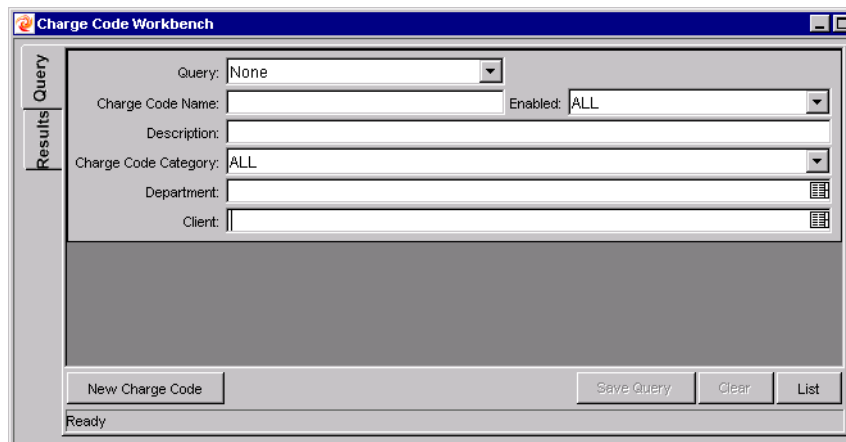 Charge Code Workbench
Query
Results
Query: None
Charge Code Name: Enabled: ALL
Description:
Charge Code Category: ALL
Department:
Client:
New Charge Code Save Query Clear List
Ready